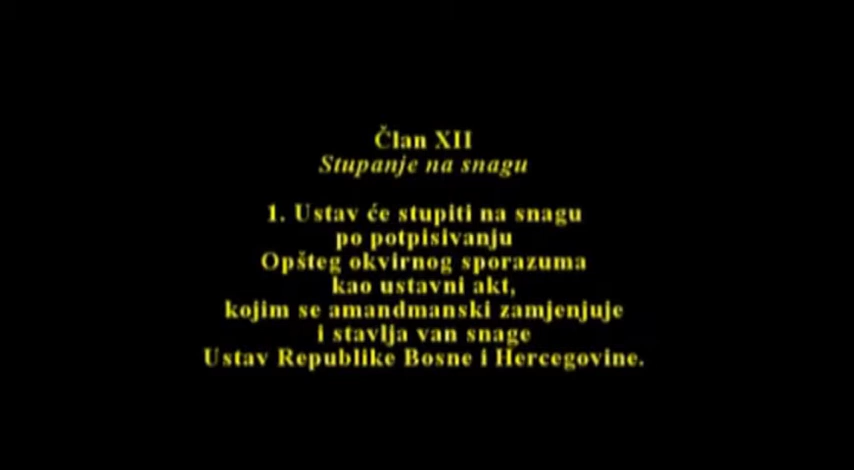 Član XII
Stupanje na snagu
1. Ustav će stupiti na snagu
po potpisivanju
Opšteg okvirnog sporazuma
kao ustavni akt,
kojim se amandmanski zamjenjuje
i stavlja van snage
Ustav Republike Bosne i Hercegovine.